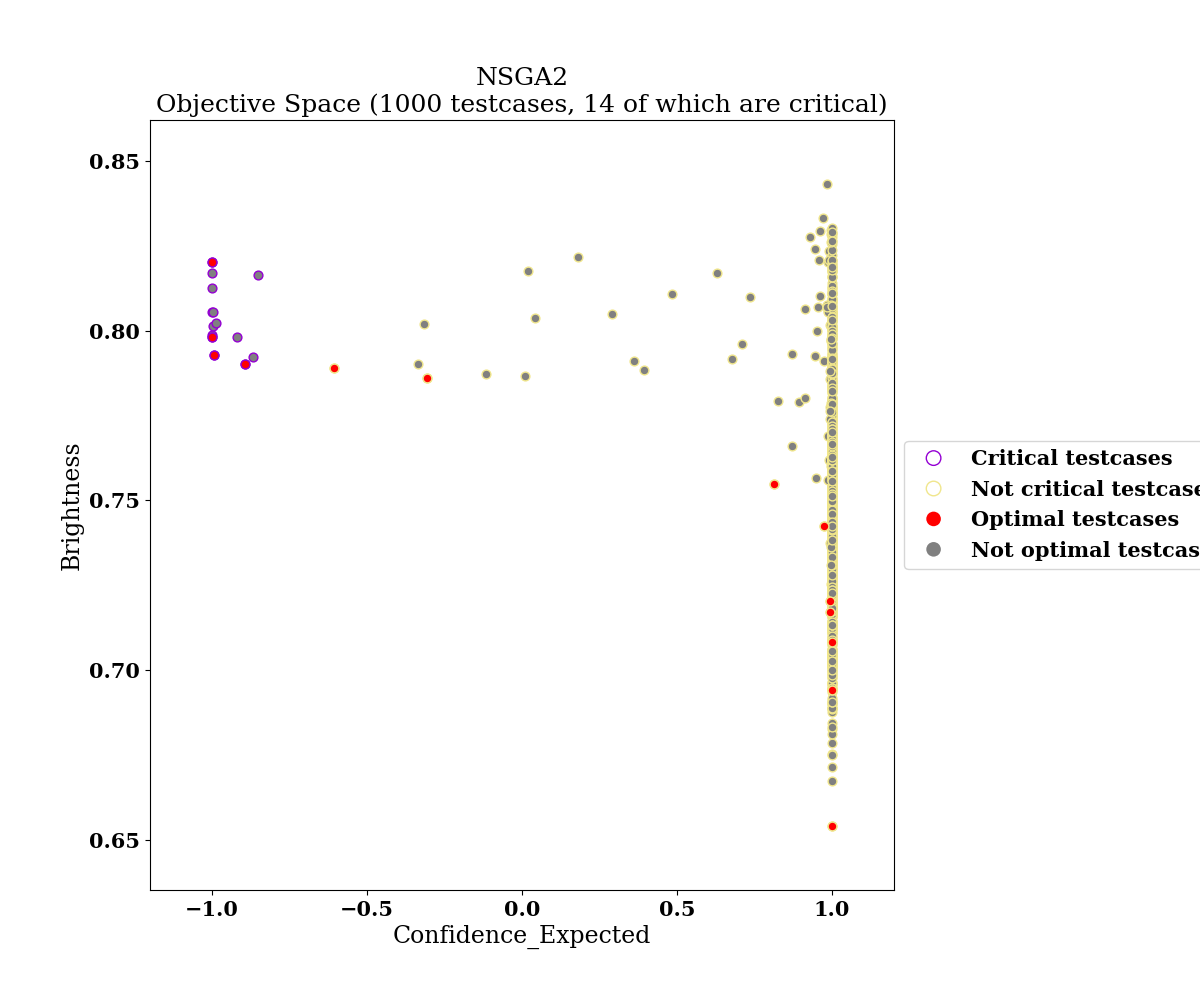 NSGA2
Objective Space (1000 testcases, 14 of which are critical)
0.85
0.80
0.75
0.70
0.65
Brightness
−1.0
−0.5
0.0
0.5
1.0
Confidence_Expected
Critical testcases
Not critical testcase
Optimal testcases
Not optimal testcas